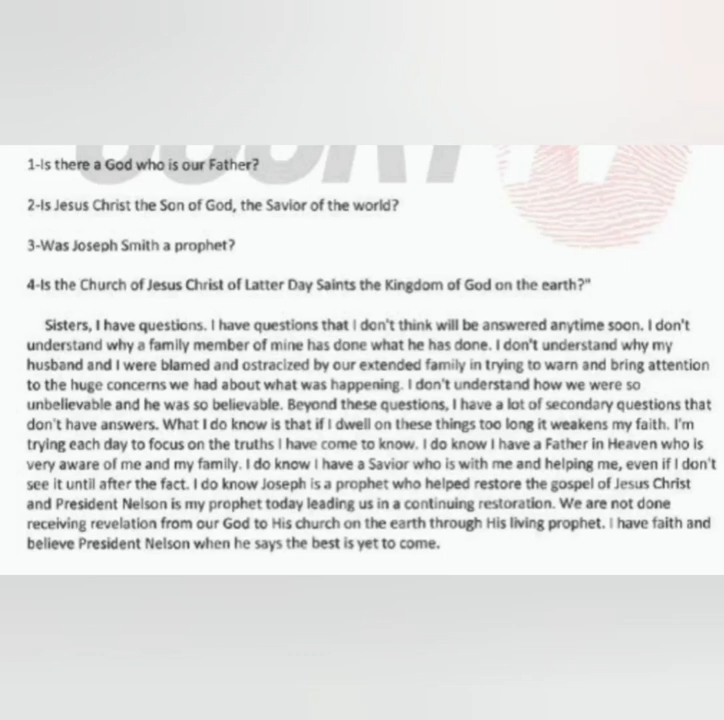 1-Is there a God who is our Father?
2-Is Jesus Christ the Son of God, the Savior of the world?
3-Was Joseph Smith a prophet?
4-Is the Church of Jesus Christ of Latter Day Saints the Kingdom of God on the earth?"
Sisters, I have questions. I have questions that I don't think will be answered anytime soon. I don't
understand why a family member of mine has done what he has done. I don't understand why my
husband and I were blamed and ostracized by our extended family in trying to warn and bring attention
to the huge concerns we had about what was happening. I don't understand how we were so
unbelievable and he was so believable. Beyond these questions, I have a lot of secondary questions that
don't have answers. What I do know is that if I dwell on these things too long it weakens my faith. I'm
trying each day to focus on the truths I have come to know. I do know I have a Father in Heaven who is
very aware of me and my family. I do know I have a Savior who is with me and helping me, even if I don't
see it until after the fact. I do know Joseph is a prophet who helped restore the gospel of Jesus Christ
and President Nelson is my prophet today leading us in a continuing restoration. We are not done
receiving revelation from our God to His church on the earth through His living prophet. I have faith and
believe President Nelson when he says the best is yet to come.